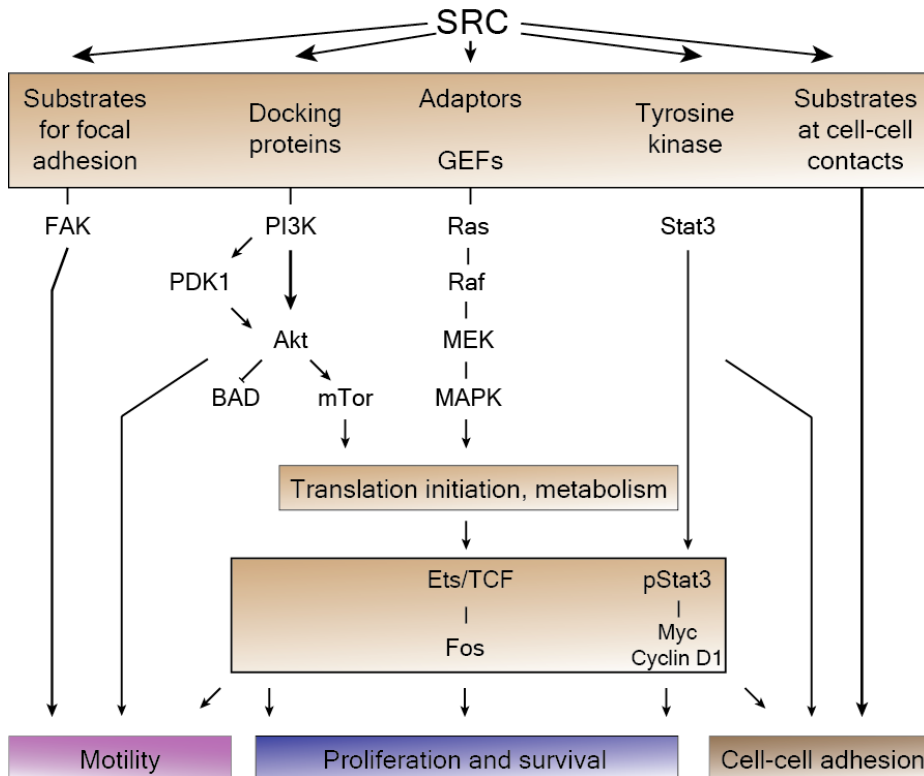 SRC
Substrates
for focal
adhesion
Docking
proteins
Adaptors
GEFs
Tyrosine
kinase
Substrates
at cell-cell
contacts
FAK
PI3K
Ras
Stat3
PDK1
Raf
Akt
MEK
BAD
mTor
MAPK
Translation initiation, metabolism
Ets/TCF
pStat3
Fos
Myc
Cyclin D1
Motility
Proliferation and survival
Cell-cell adhesion